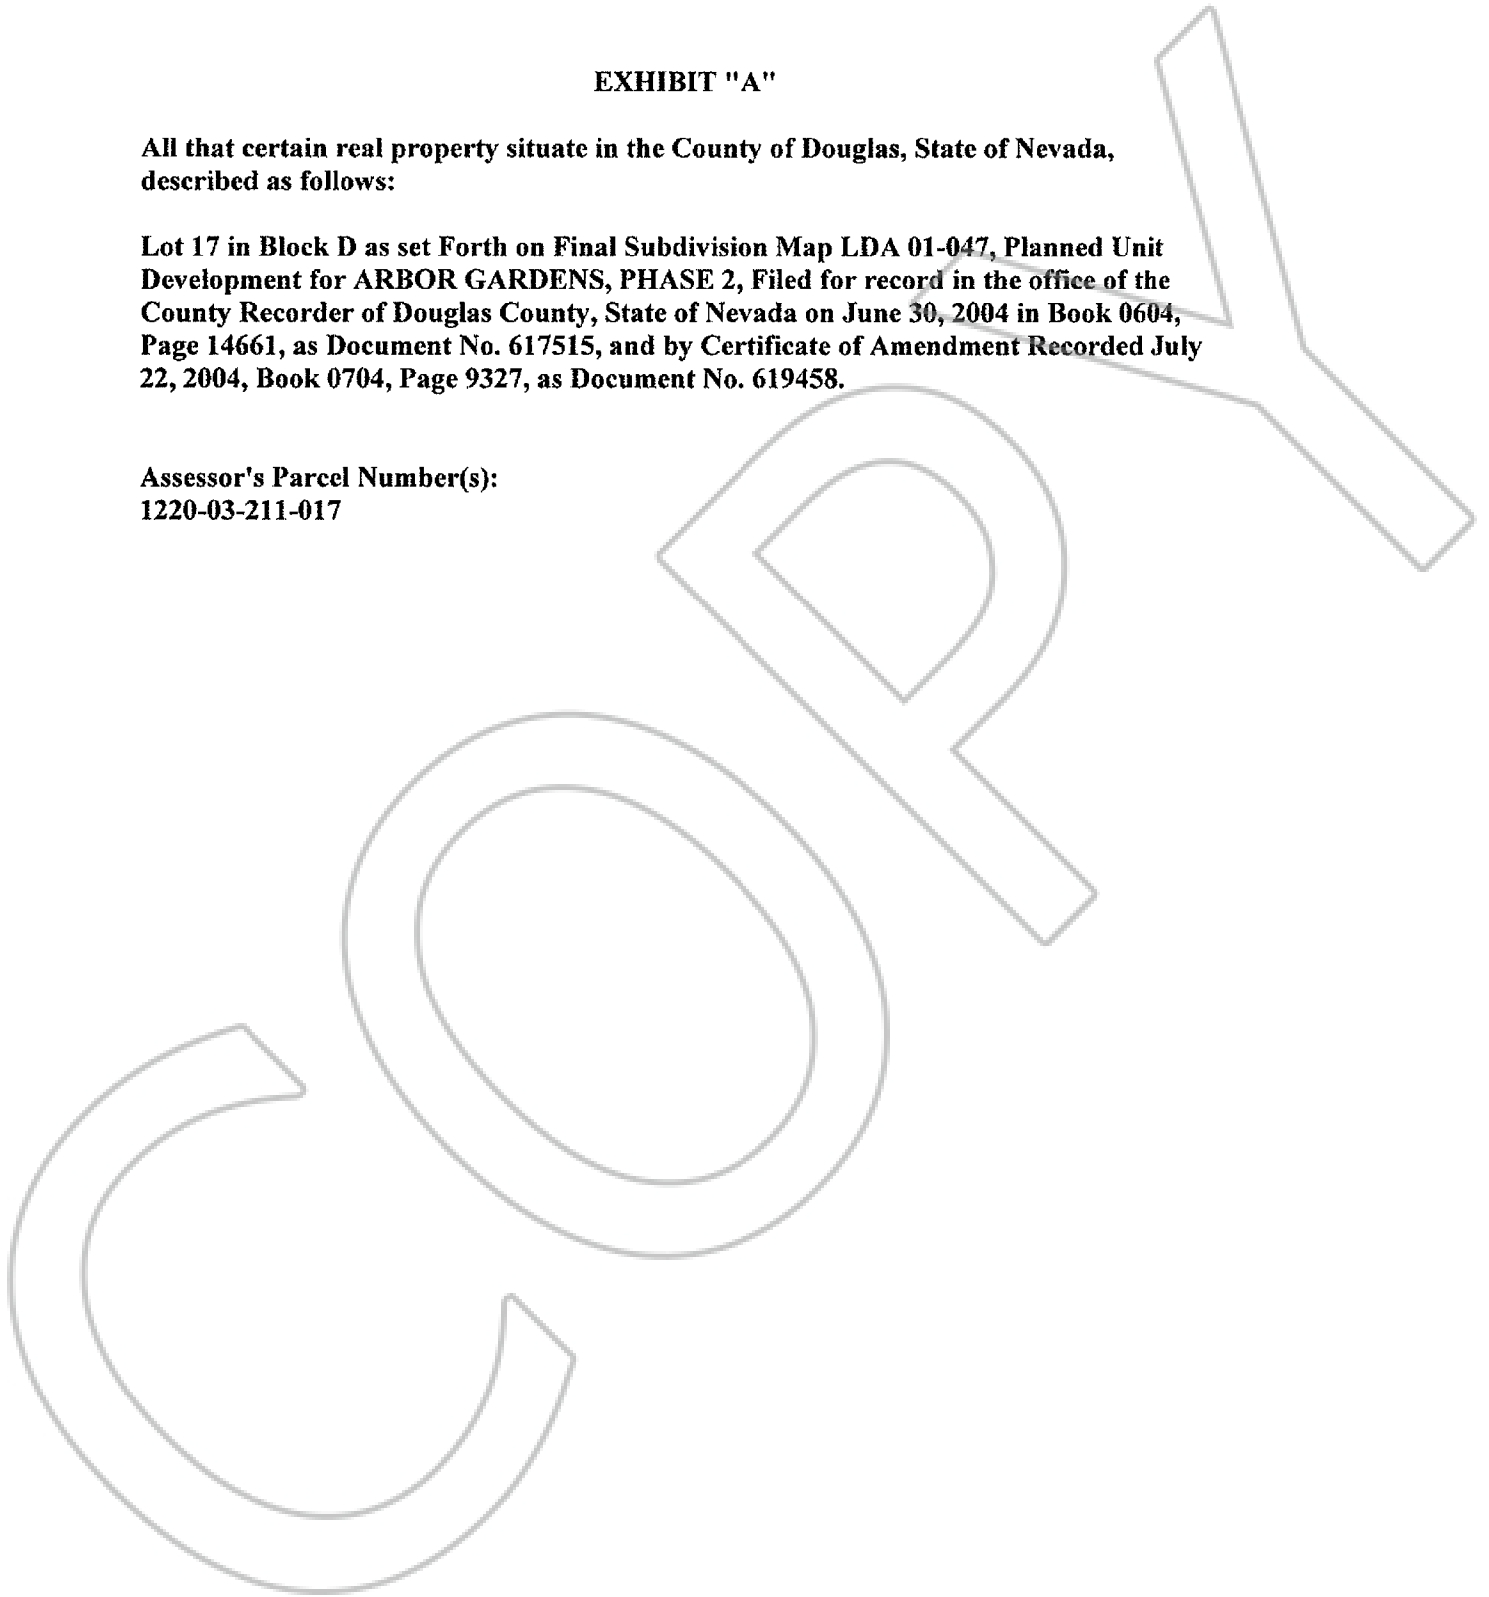 EXHIBIT "A"
All that certain real property situate in the County of Douglas, State of Nevada,
described as follows:
Lot 17 in Block D as set Forth on Final Subdivision Map LDA 01-047, Planned Unit
Development for ARBOR GARDENS, PHASE 2, Filed for record in the office of the
County Recorder of Douglas County, State of Nevada on June 30, 2004 in Book 0604,
Page 14661, as Document No. 617515, and by Certificate of Amendment Recorded July
22, 2004, Book 0704, Page 9327, as Document No. 619458.
Assessor's Parcel Number(s):
1220-03-211-017
COPY